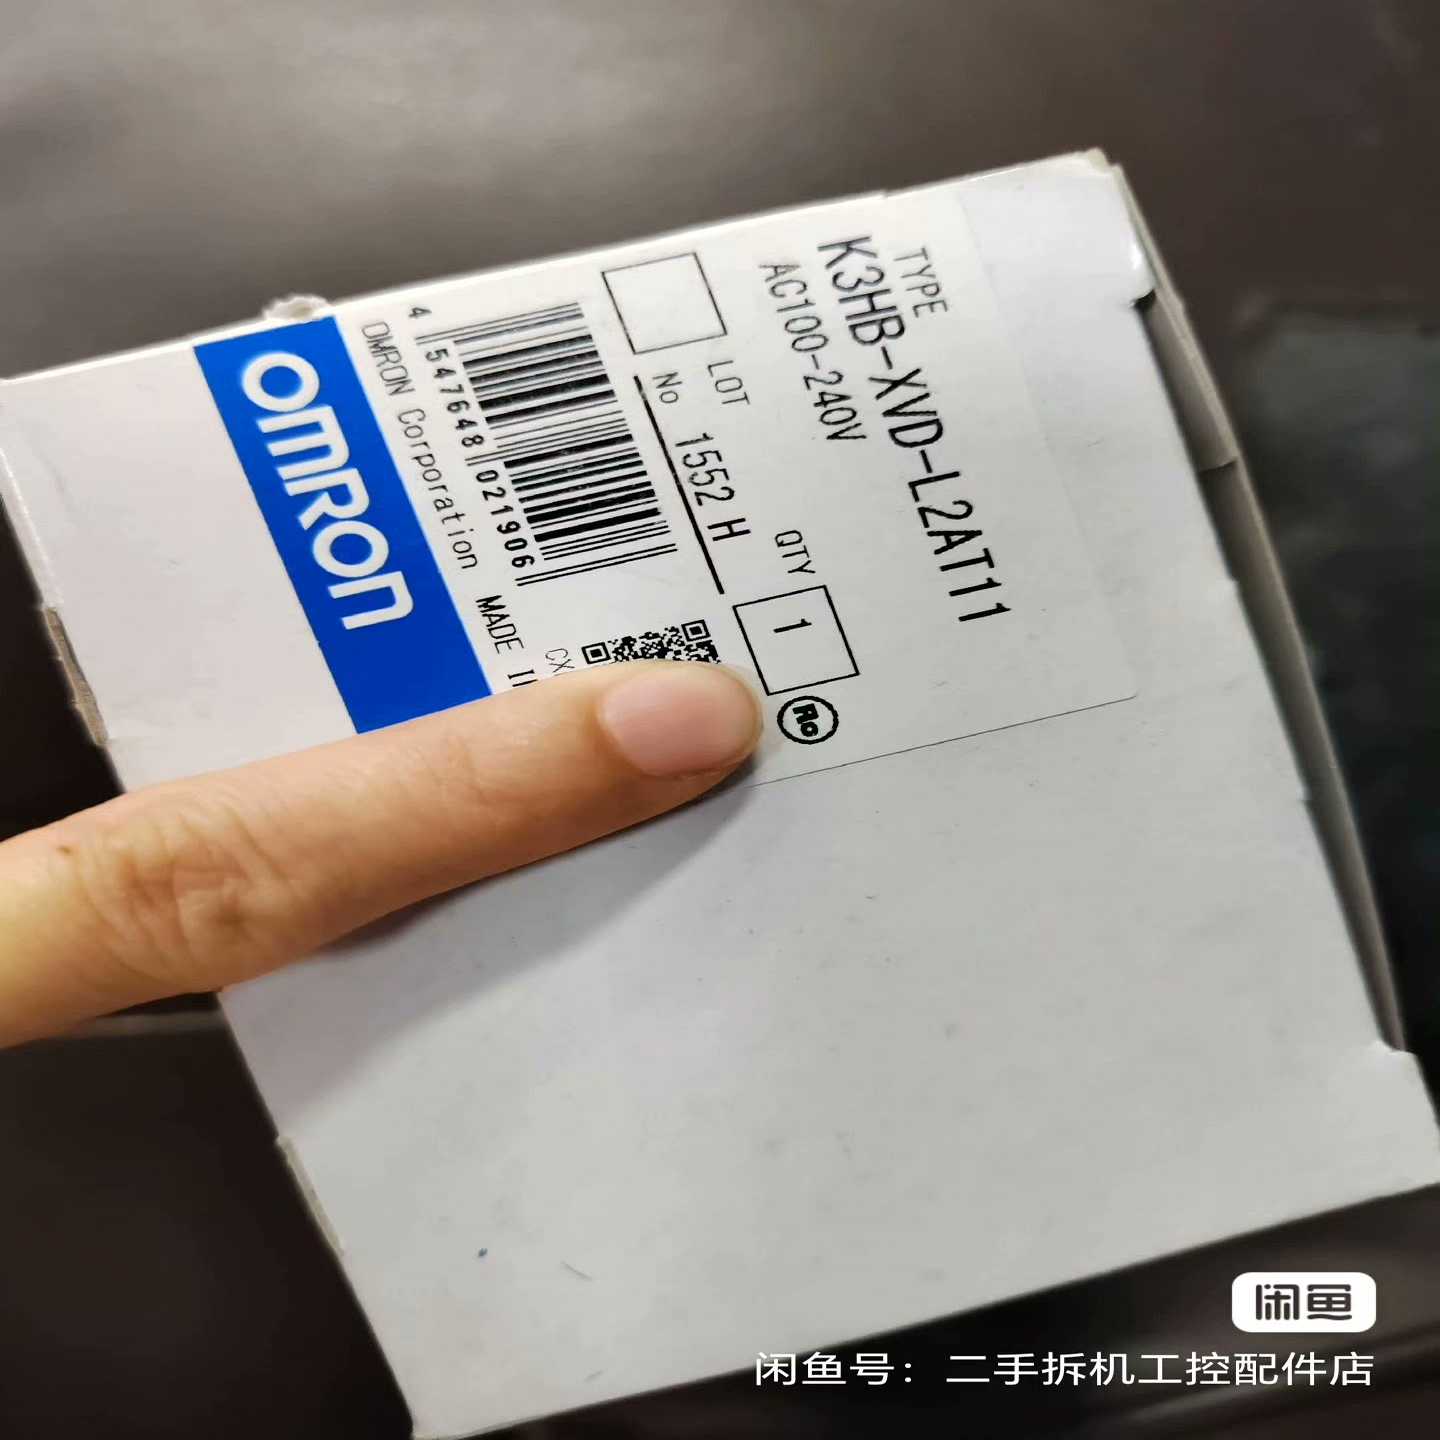 TYPE
K3HB-XVD-L2AT11
AC100-240V
LOT
QTY
No 1552 H
1
4 547648 021906
OMRON Corporation MADE
OMRON
闲鱼
闲鱼号：二手拆机工控配件店